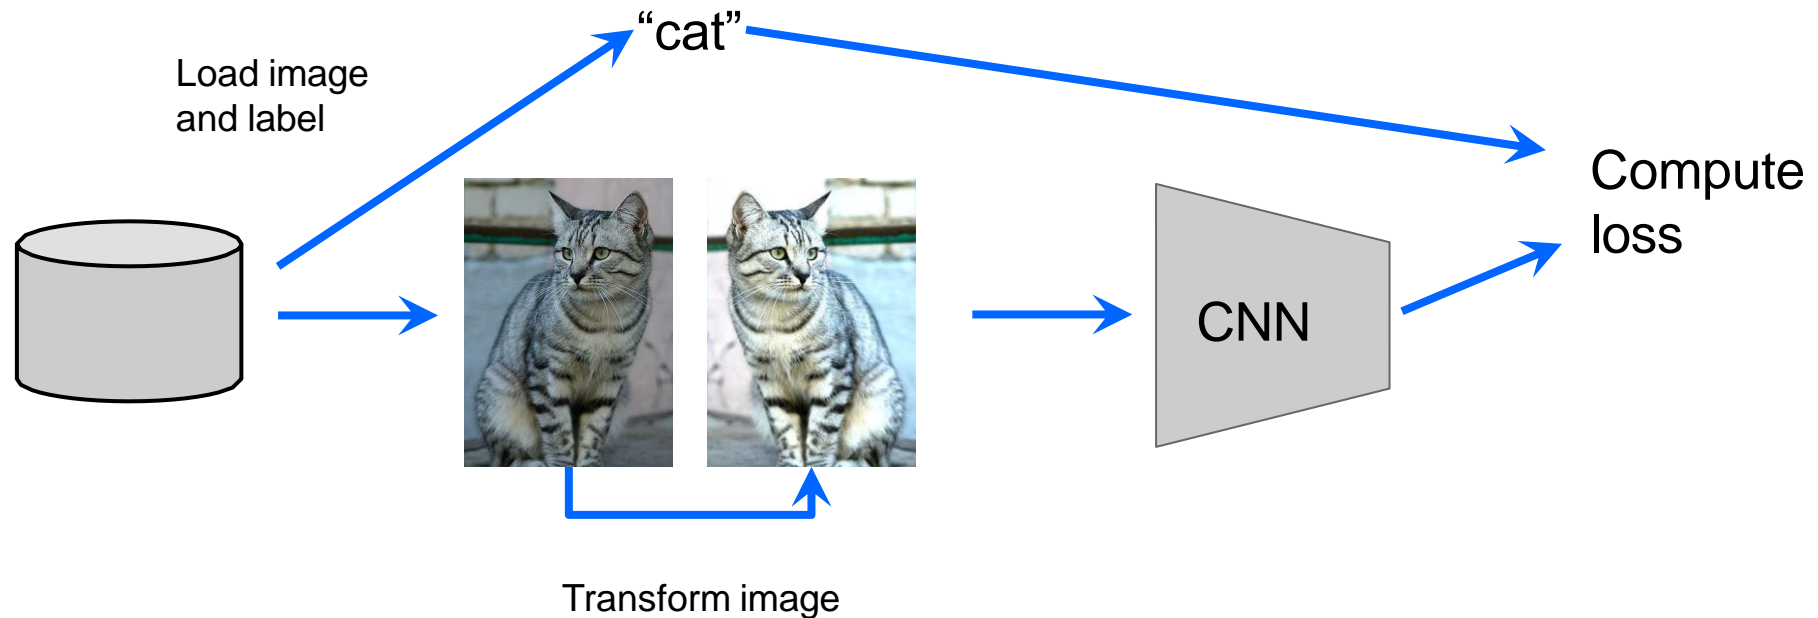 “cat”
Load image
and label
Compute
loss
CNN
Transform image